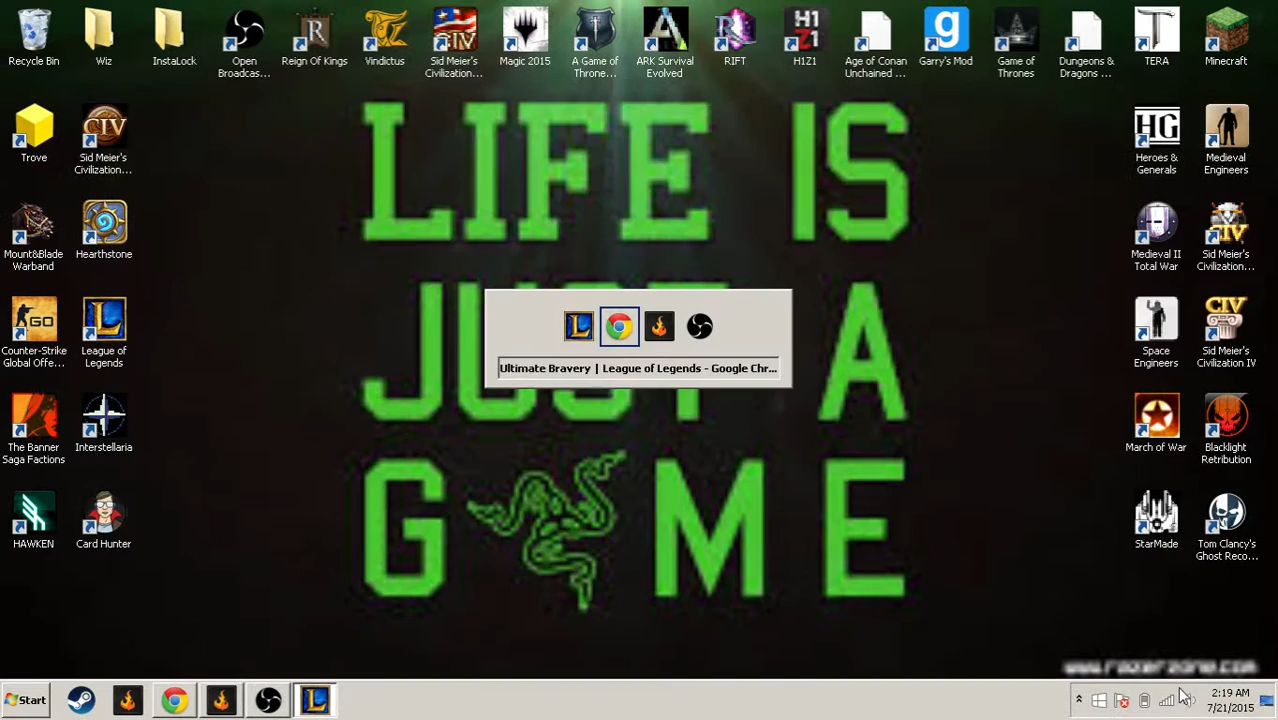 Recycle Bin
Wiz
InstaLock
Open
Broadcas...
Reign Of Kings
Vindictus
Sid Meier's
Civilization...
Magic 2015
A Game of
Throne...
ARK Survival
Evolved
RIFT
H1Z1
Age of Conan
Unchained ...
Garry's Mod
Game of
Thrones
Dungeons &
Dragons ...
TERA
Minecraft
LIFE IS
JUST A
G ME
Trove
Sid Meier's
Civilization...
Heroes &
Generals
Medieval
Engineers
Mount&Blade
Warband
Hearthstone
Medieval II
Total War
Sid Meier's
Civilization...
Ultimate Bravery | League of Legends - Google Chr...
Counter-Strike
Global Offe...
League of
Legends
Space
Engineers
Sid Meier's
Civilization IV
The Banner
Saga Factions
Interstellaria
March of War
Blacklight
Retribution
HAWKEN
Card Hunter
StarMade
Tom Clancy's
Ghost Reco...
www.razerzone.com
Start
2:19 AM
7/21/2015